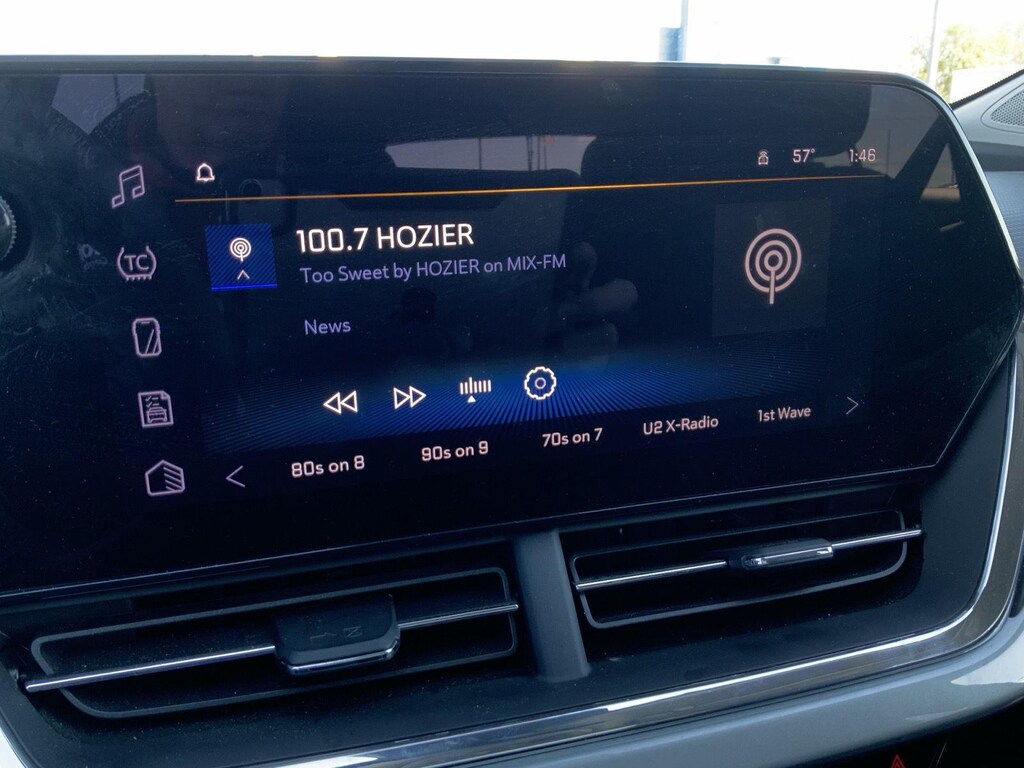 57° 1:46
100.7 HOZIER
TC
Too Sweet by HOZIER on MIX-FM
News
80s on 8 90s on 9 70s on 7 U2 X-Radio 1st Wave